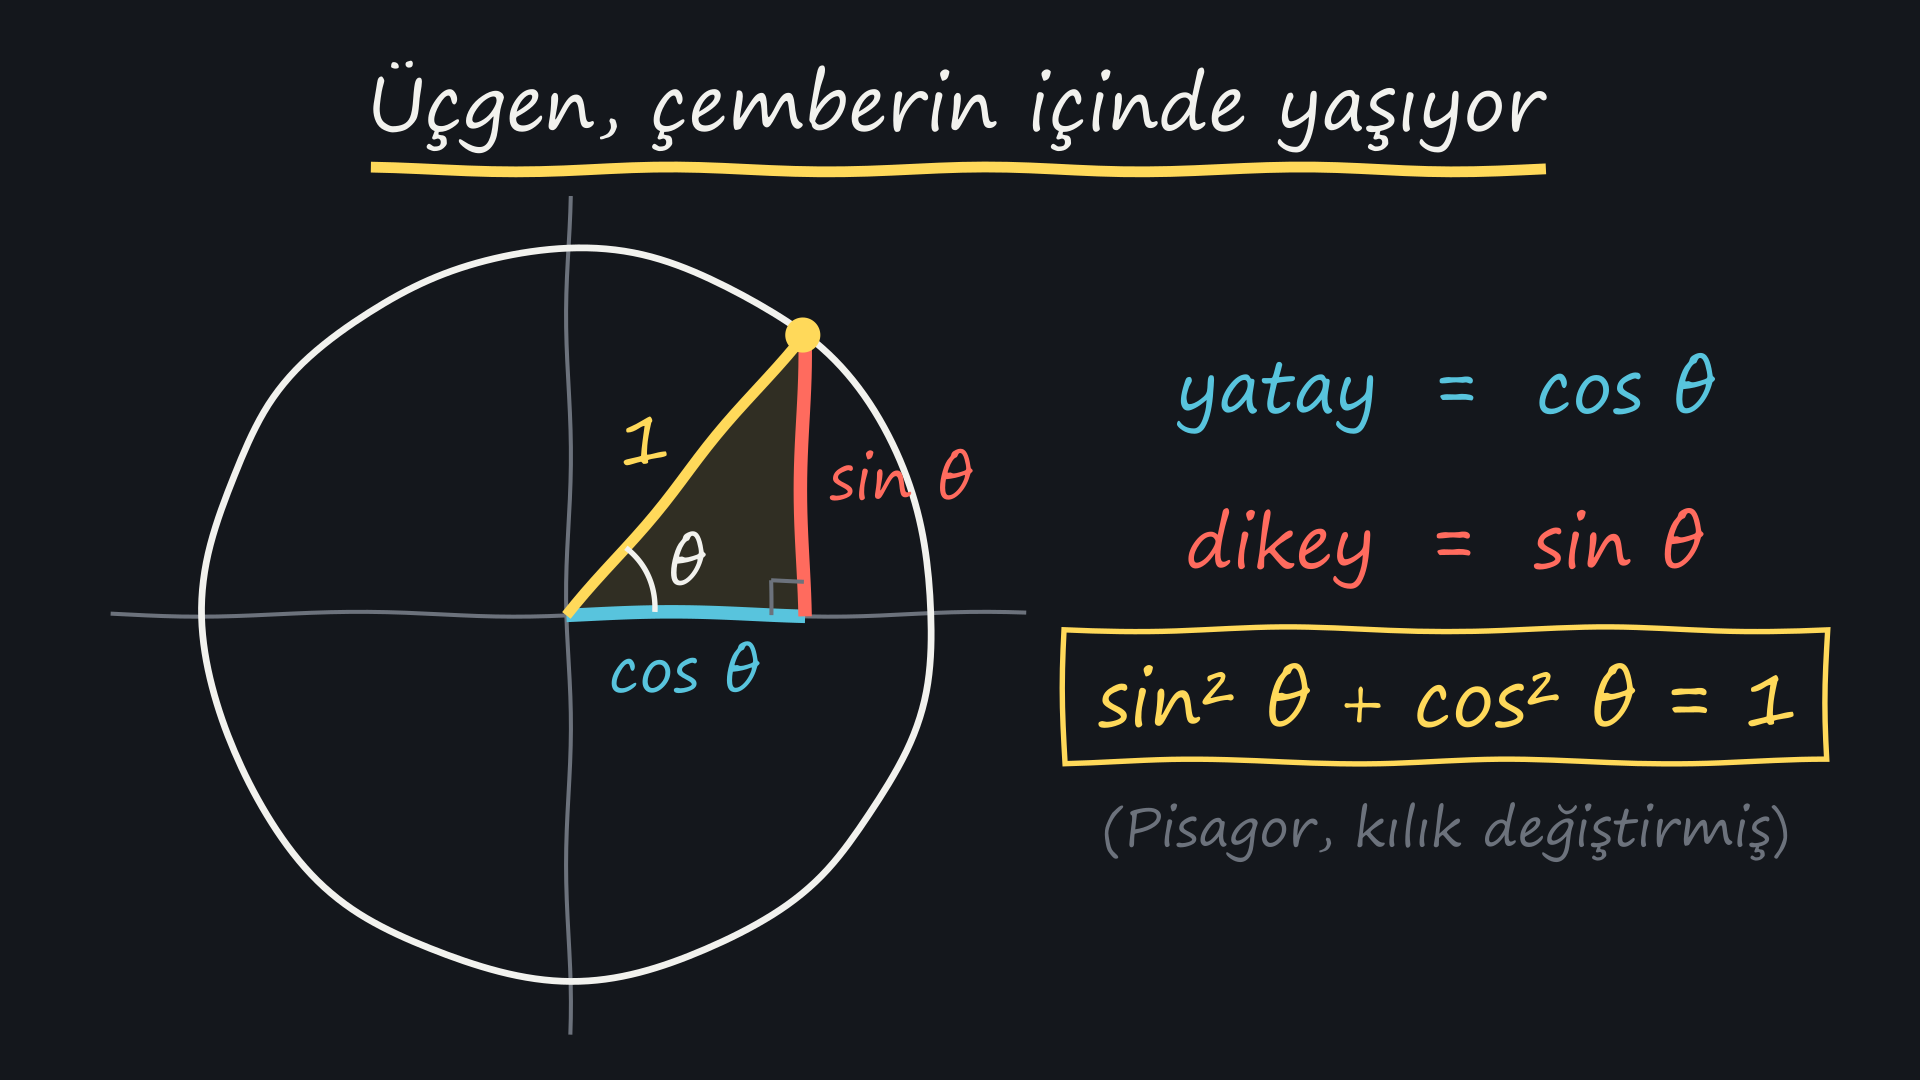 Üçgen, çemberin içinde yaşıyor
1
sin θ
θ
cos θ
yatay = cos θ
dikey = sin θ
sin² θ + cos² θ = 1
(Pisagor, kılık değiştirmiş)